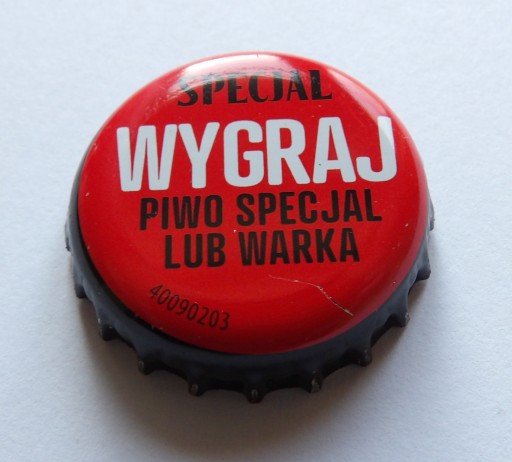 SPECJAL
WYGRAJ
PIWO SPECJAL
LUB WARKA
40090203